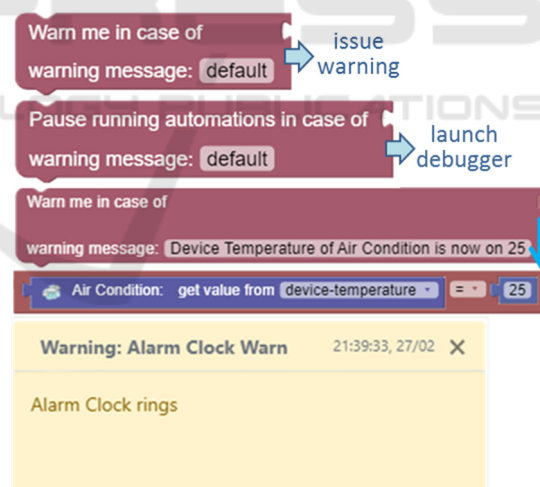 Warn me in case of
issue
warning message: default
warning
Pause running automations in case of
launch
warning message: default
debugger
Warn me in case of
warning message: Device Temperature of Air Condition is now on 25
Air Condition: get value from device-temperature = 25
Warning: Alarm Clock Warn 21:39:33, 27/02
Alarm Clock rings